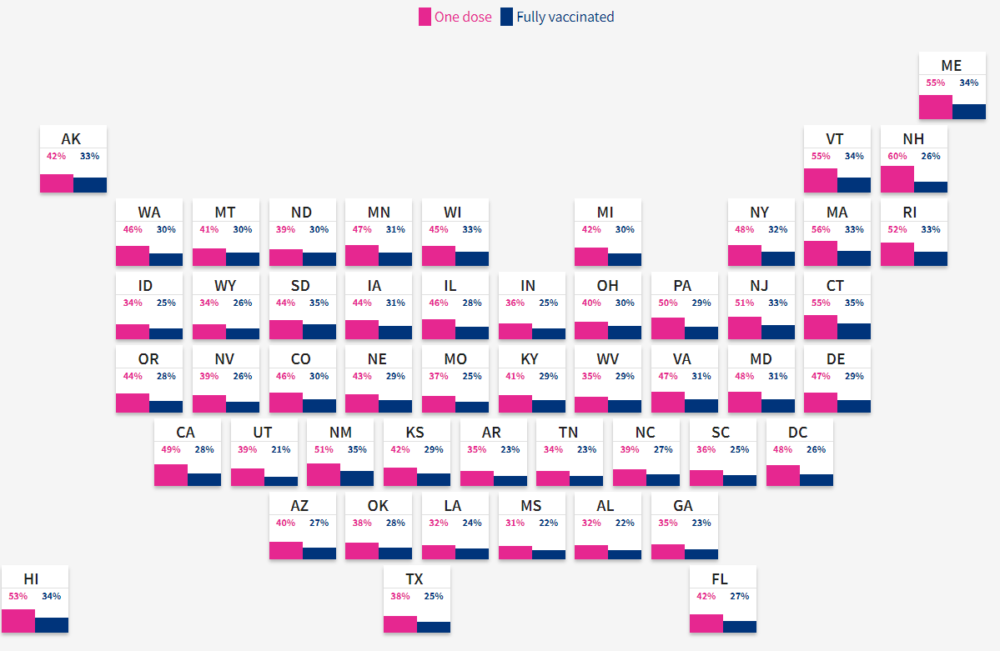 One dose Fully vaccinated
ME
55% 34%
AK VT NH
42% 33% 55% 34% 60% 26%
WA MT ND MN WI MI NY MA RI
46% 30% 41% 30% 39% 30% 47% 31% 45% 33% 42% 30% 48% 32% 56% 33% 52% 33%
ID WY SD IA IL IN OH PA NJ CT
34% 25% 34% 26% 44% 35% 44% 31% 46% 28% 36% 25% 40% 30% 50% 29% 51% 33% 55% 35%
OR NV CO NE MO KY WV VA MD DE
44% 28% 39% 26% 46% 30% 43% 29% 37% 25% 41% 29% 35% 29% 47% 31% 48% 31% 47% 29%
CA UT NM KS AR TN NC SC DC
49% 28% 39% 21% 51% 35% 42% 29% 35% 23% 34% 23% 39% 27% 36% 25% 48% 26%
AZ OK LA MS AL GA
40% 27% 38% 28% 32% 24% 31% 22% 32% 22% 35% 23%
HI TX FL
53% 34% 38% 25% 42% 27%